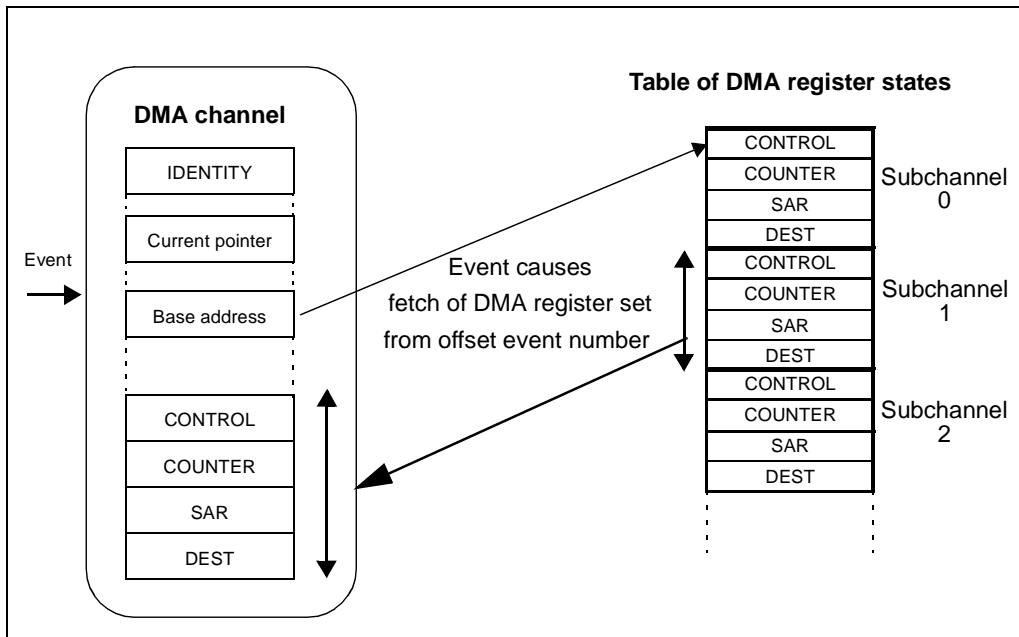 DMA channel
IDENTITY
Current pointer
Event
Base address
CONTROL
COUNTER
SAR
DEST
Event causes
fetch of DMA register set
from offset event number
Table of DMA register states
CONTROL
COUNTER
SAR
DEST
Subchannel
0
CONTROL
COUNTER
SAR
DEST
Subchannel
1
CONTROL
COUNTER
SAR
DEST
Subchannel
2